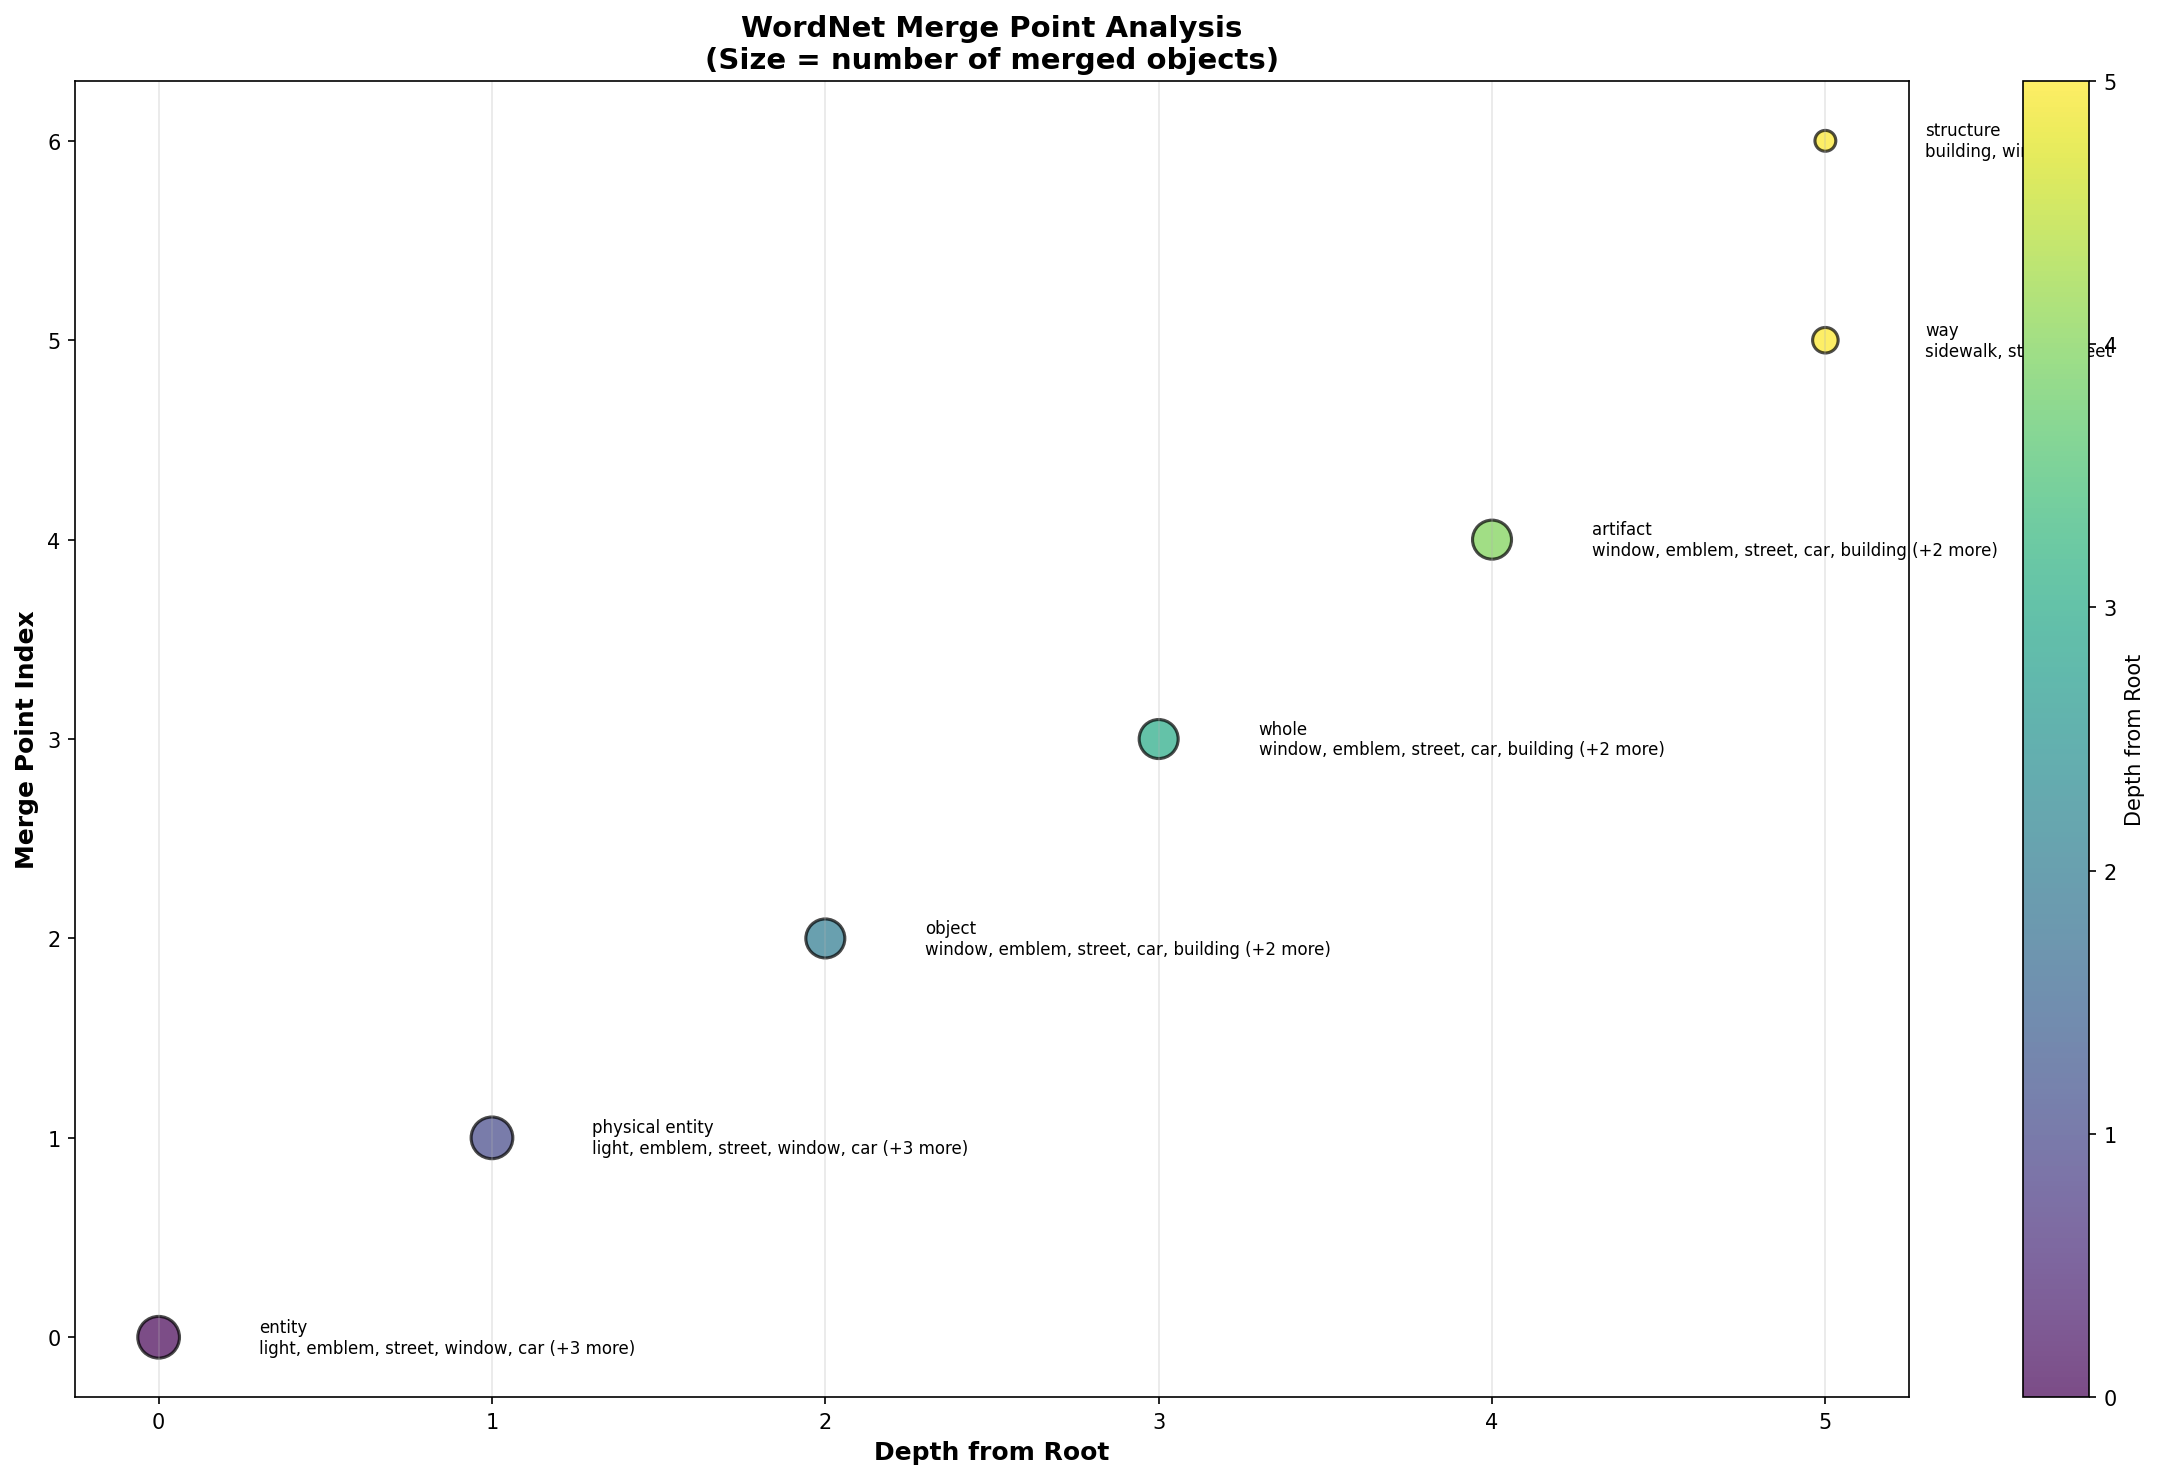 WordNet Merge Point Analysis
(Size = number of merged objects)
Merge Point Index
6
5
4
3
2
1
0
structure
building,
way
sidewalk,
artifact
window, emblem, street, car, building (+2 more)
whole
window, emblem, street, car, building (+2 more)
object
window, emblem, street, car, building (+2 more)
physical entity
light, emblem, street, window, car (+3 more)
entity
light, emblem, street, window, car (+3 more)
0
1
2
3
4
5
Depth from Root
5
4
3
2
1
0
Depth from Root